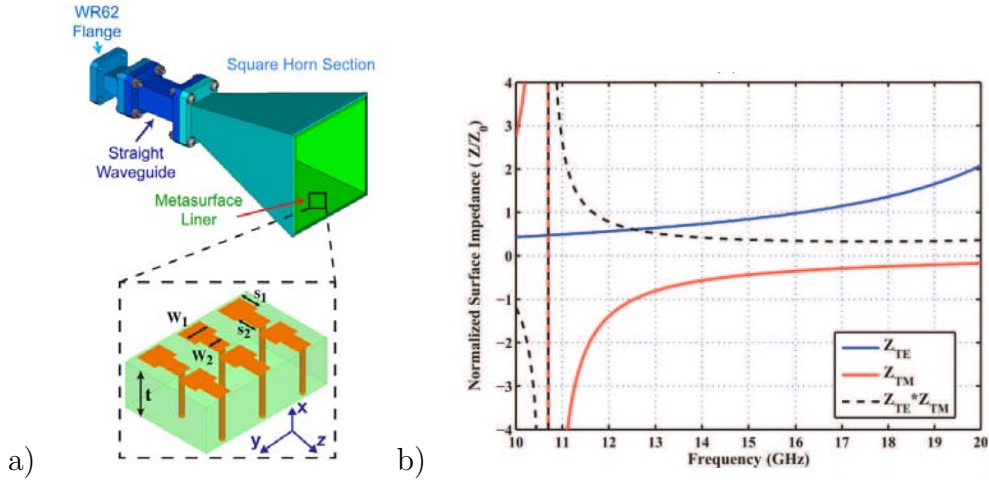 WR62
Flange
Square Horn Section
Straight
Waveguide
Metasurface
Liner
s1
W1
s2
W2
t
x
y
z
a)
Normalized Surface Impedance ( Z/Z0 )
4
3
2
1
0
−1
−2
−3
−4
10 11 12 13 14 15 16 17 18 19 20
Frequency (GHz)
ZTE
ZTM
ZTE*ZTM
b)